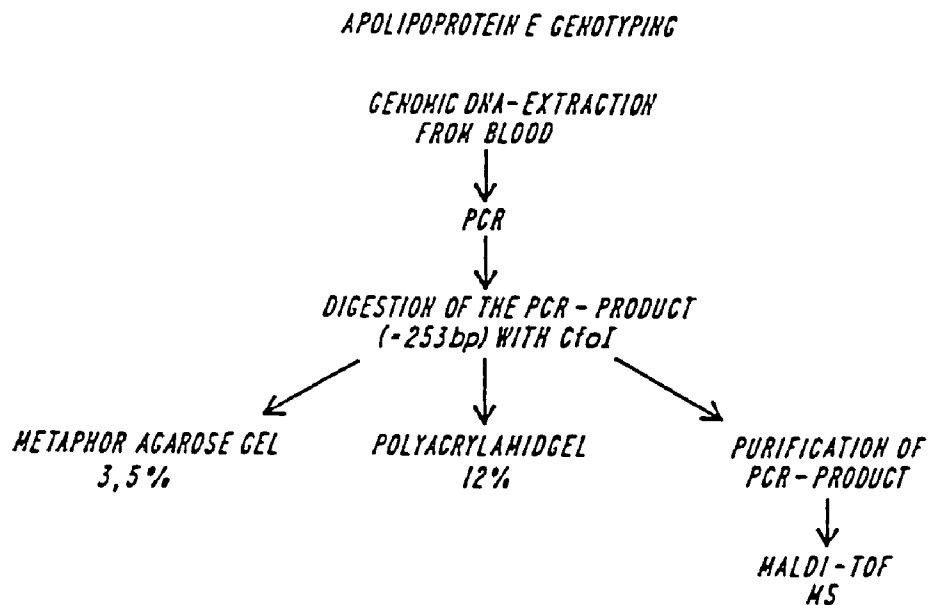 APOLIPOPROTEIN E GENOTYPING
GENOMIC DNA-EXTRACTION
FROM BLOOD
PCR
DIGESTION OF THE PCR-PRODUCT
(-253bp) WITH CfoI
METAPHOR AGAROSE GEL
3,5%
POLYACRYLAMIDGEL
12%
PURIFICATION OF
PCR-PRODUCT
MALDI-TOF
MS